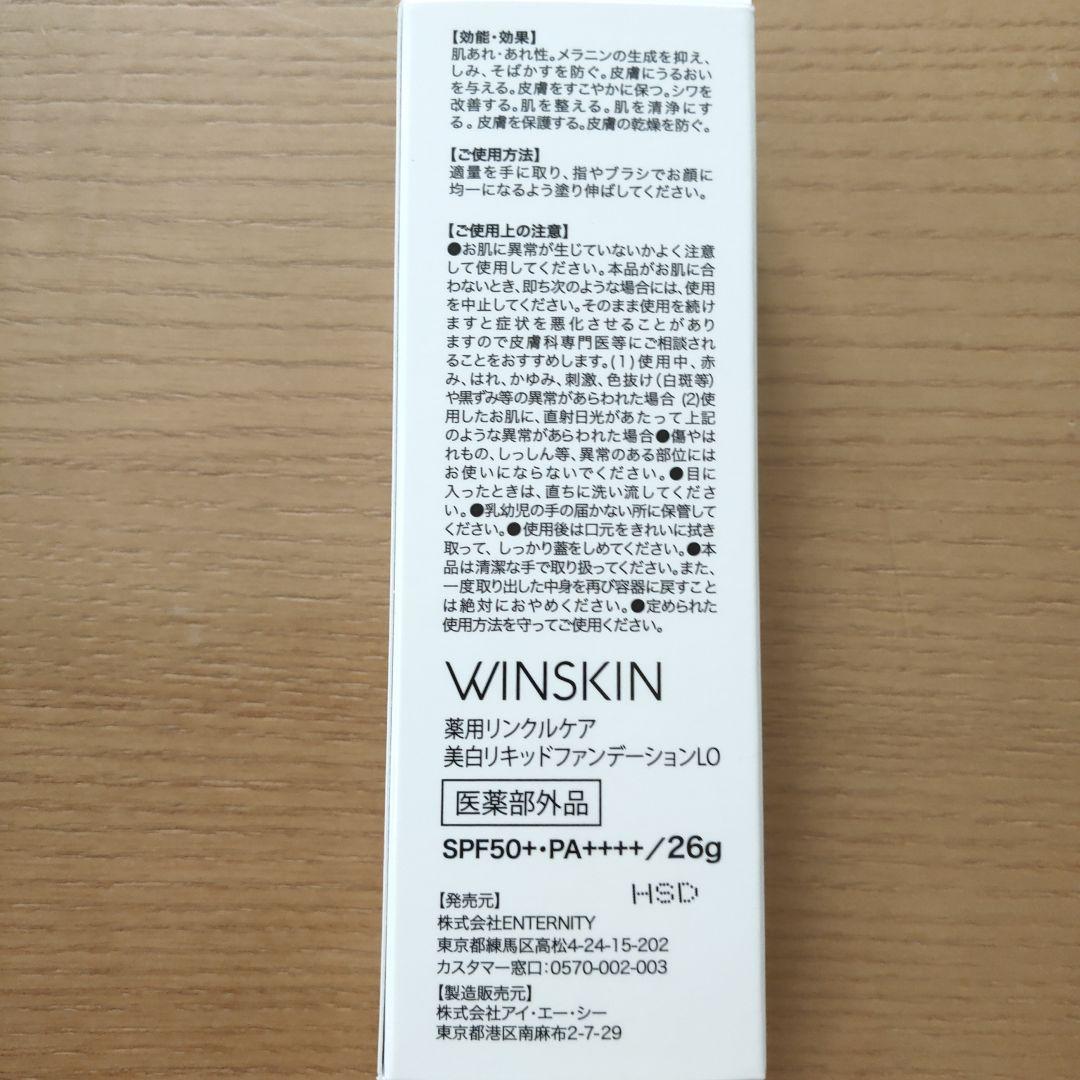 【効能・効果】
肌あれ・あれ性。メラニンの生成を抑え、
しみ、そばかすを防ぐ。皮膚にうるおい
を与える。皮膚をすこやかに保つ。シワを
改善する。肌を整える。肌を清浄にす
る。皮膚を保護する。皮膚の乾燥を防ぐ。
【ご使用方法】
適量を手に取り、指やブラシでお顔に
均一になるよう塗り伸ばしてください。
【ご使用上の注意】
●お肌に異常が生じていないかよく注意
して使用してください。本品がお肌に合
わないとき、即ち次のような場合には、使用
を中止してください。そのまま使用を続け
ますと症状を悪化させることがあり
ますので皮膚科専門医等にご相談され
ることをおすすめします。(1)使用中、赤
み、はれ、かゆみ、刺激、色抜け(白斑等)
や黒ずみ等の異常があらわれた場合 (2)使
用したお肌に、直射日光があたって上記
のような異常があらわれた場合●傷やは
れもの、しっしん等、異常のある部位には
お使いにならないでください。●目に
入ったときは、直ちに洗い流してくださ
い。●乳幼児の手の届かない所に保管して
ください。●使用後は口元をきれいに拭き
取って、しっかり蓋をしめてください。●本
品は清潔な手で取り扱ってください。また、
一度取り出した中身を再び容器に戻すこと
は絶対におやめください。●定められた
使用方法を守ってご使用ください。
WINSKIN
薬用リンクルケア
美白リキッドファンデーションLO
医薬部外品
SPF50+・PA++++/26g
HSD
【発売元】
株式会社ENTERNITY
東京都練馬区高松4-24-15-202
カスタマー窓口:0570-002-003
【製造販売元】
株式会社アイ・エー・シー
東京都港区南麻布2-7-29